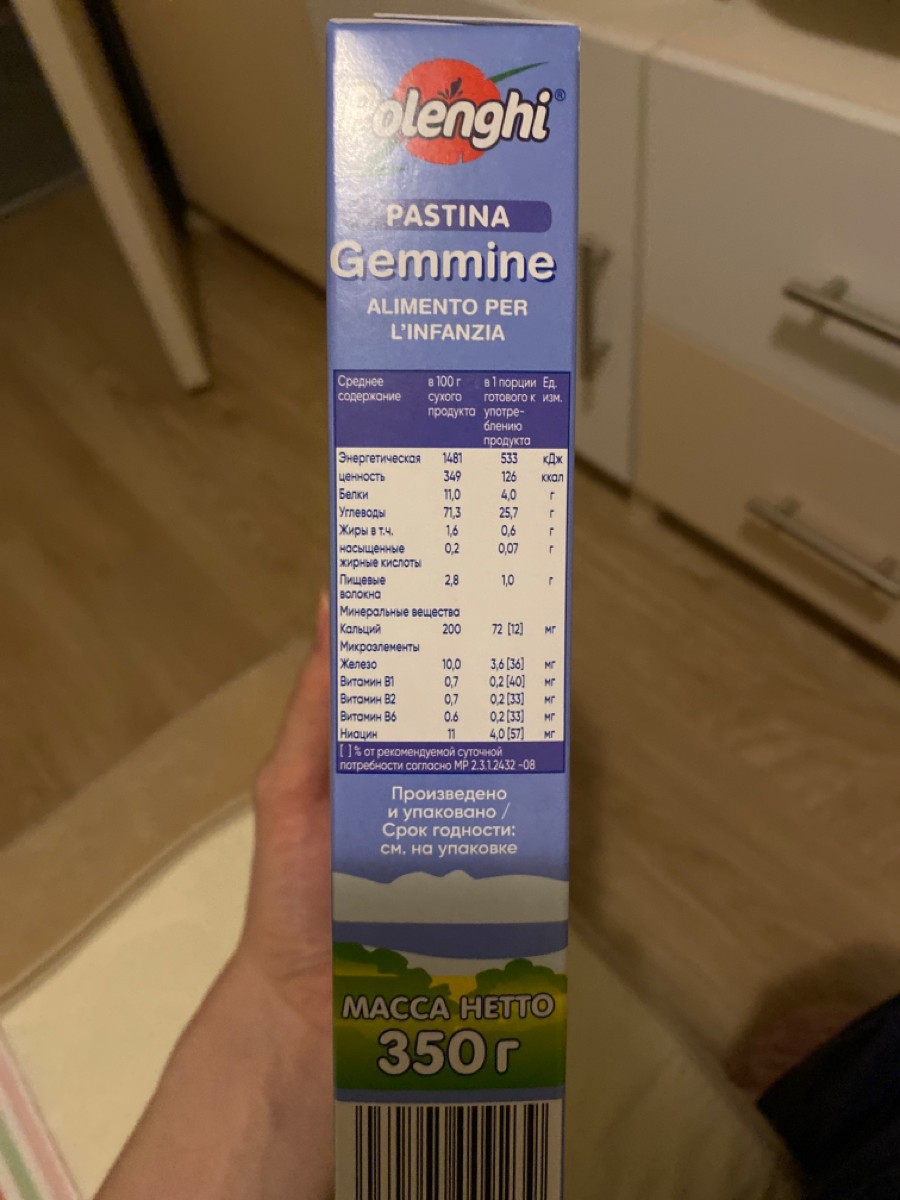 Polenghi®
PASTINA
Gemmine
ALIMENTO PER
L'INFANZIA
Среднее содержание в 100 г сухого продукта в 1 порции готового к употре-блению продукта Ед. изм.
Энергетическая 1481 533 кДж
ценность 349 126 ккал
Белки 11,0 4,0 г
Углеводы 71,3 25,7 г
Жиры в т.ч. 1,6 0,6 г
насыщенные 0,2 0,07 г
жирные кислоты
Пищевые 2,8 1,0 г
волокна
Минеральные вещества
Кальций 200 72 [12] мг
Микроэлементы
Железо 10,0 3,6 [36] мг
Витамин В1 0,7 0,2 [40] мг
Витамин В2 0,7 0,2 [33] мг
Витамин В6 0.6 0,2 [33] мг
Ниацин 11 4,0 [57] мг
[ ] % от рекомендуемой суточной
потребности согласно МР 2.3.1.2432 -08
Произведено
и упаковано /
Срок годности:
см. на упаковке
МАССА НЕТТО
350 г